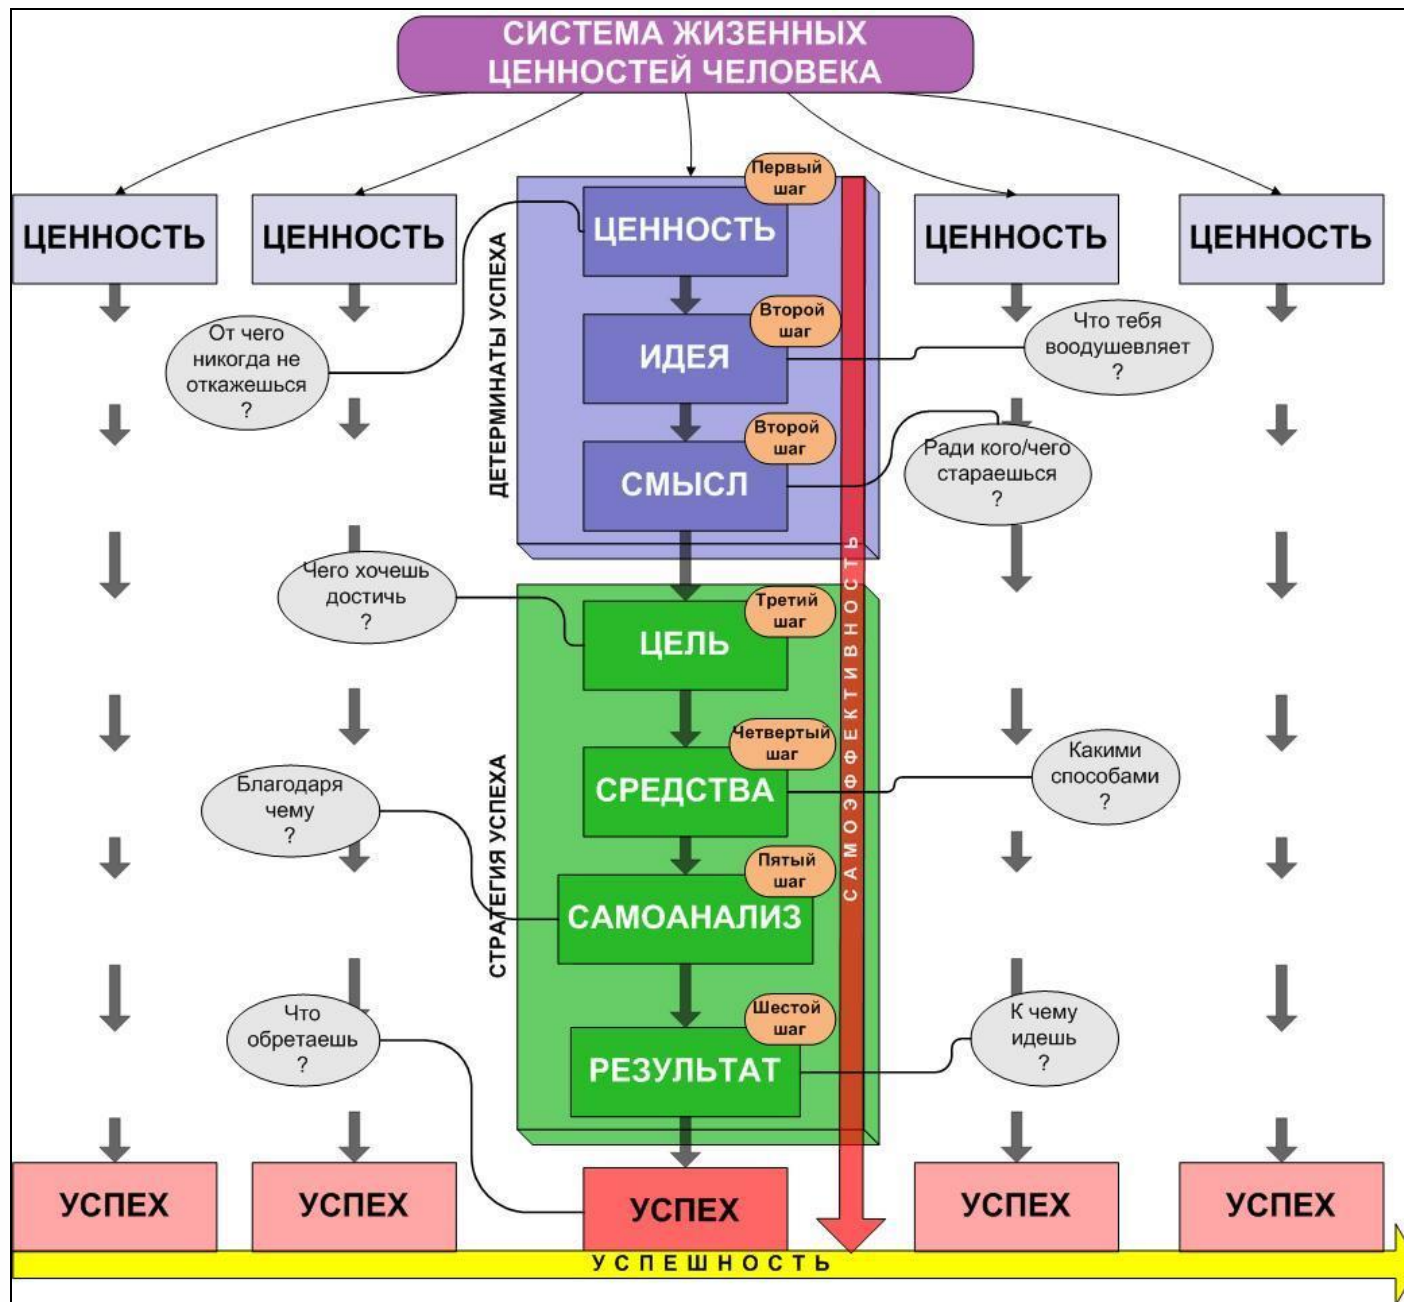 СИСТЕМА ЖИЗЕННЫХ
ЦЕННОСТЕЙ ЧЕЛОВЕКА
ЦЕННОСТЬ
ЦЕННОСТЬ
Первый
шаг
ЦЕННОСТЬ
ЦЕННОСТЬ
ЦЕННОСТЬ
ДЕТЕРМИНАТЫ УСПЕХА
От чего
никогда не
откажешься
?
Второй
шаг
ИДЕЯ
Что тебя
воодушевляет
?
Второй
шаг
СМЫСЛ
Ради кого/чего
стараешься
?
САМОЭФФЕКТИВНОСТЬ
Чего хочешь
достичь
?
Третий
шаг
ЦЕЛЬ
СТРАТЕГИЯ УСПЕХА
Четвертый
шаг
СРЕДСТВА
Какими
способами
?
Благодаря
чему
?
Пятый
шаг
САМОАНАЛИЗ
Что
обретаешь
?
Шестой
шаг
РЕЗУЛЬТАТ
К чему
идешь
?
УСПЕХ
УСПЕХ
УСПЕХ
УСПЕХ
УСПЕХ
УСПЕШНОСТЬ